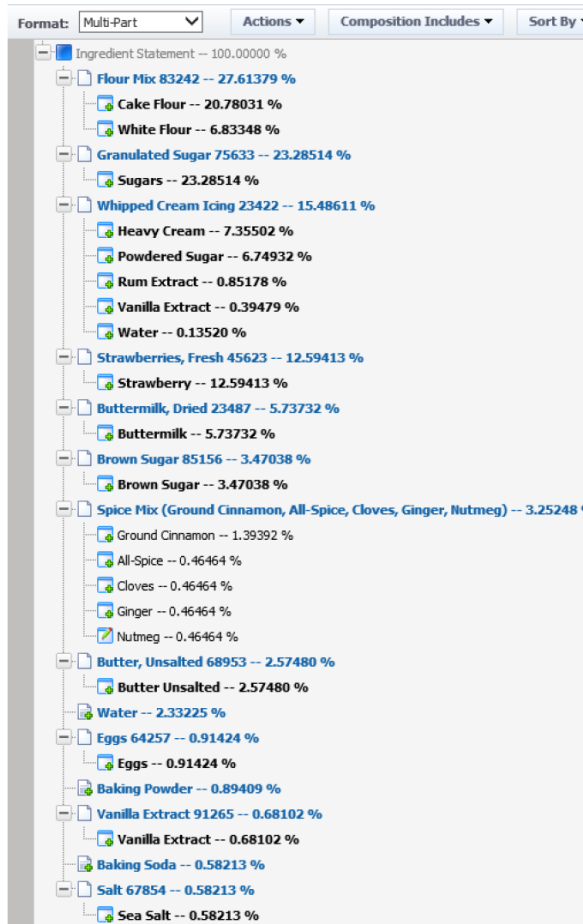 Format: Multi-Part Actions Composition Includes Sort By
Ingredient Statement -- 100.00000 %
Flour Mix 83242 -- 27.61379 %
Cake Flour -- 20.78031 %
White Flour -- 6.83348 %
Granulated Sugar 75633 -- 23.28514 %
Sugars -- 23.28514 %
Whipped Cream Icing 23422 -- 15.48611 %
Heavy Cream -- 7.35502 %
Powdered Sugar -- 6.74932 %
Rum Extract -- 0.85178 %
Vanilla Extract -- 0.39479 %
Water -- 0.13520 %
Strawberries, Fresh 45623 -- 12.59413 %
Strawberry -- 12.59413 %
Buttermilk, Dried 23487 -- 5.73732 %
Buttermilk -- 5.73732 %
Brown Sugar 85156 -- 3.47038 %
Brown Sugar -- 3.47038 %
Spice Mix (Ground Cinnamon, All-Spice, Cloves, Ginger, Nutmeg) -- 3.25248
Ground Cinnamon -- 1.39392 %
All-Spice -- 0.46464 %
Cloves -- 0.46464 %
Ginger -- 0.46464 %
Nutmeg -- 0.46464 %
Butter, Unsalted 68953 -- 2.57480 %
Butter Unsalted -- 2.57480 %
Water -- 2.33225 %
Eggs 64257 -- 0.91424 %
Eggs -- 0.91424 %
Baking Powder -- 0.89409 %
Vanilla Extract 91265 -- 0.68102 %
Vanilla Extract -- 0.68102 %
Baking Soda -- 0.58213 %
Salt 67854 -- 0.58213 %
Sea Salt -- 0.58213 %